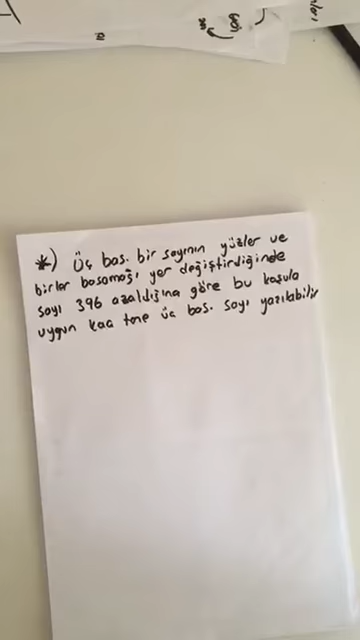 *) Üç bas. bir sayının yüzler ve
birler basamağı yer değiştirdiğinde
sayı 396 azaldığına göre bu koşula
uygun kaç tane üç bas. sayı yazılabilir